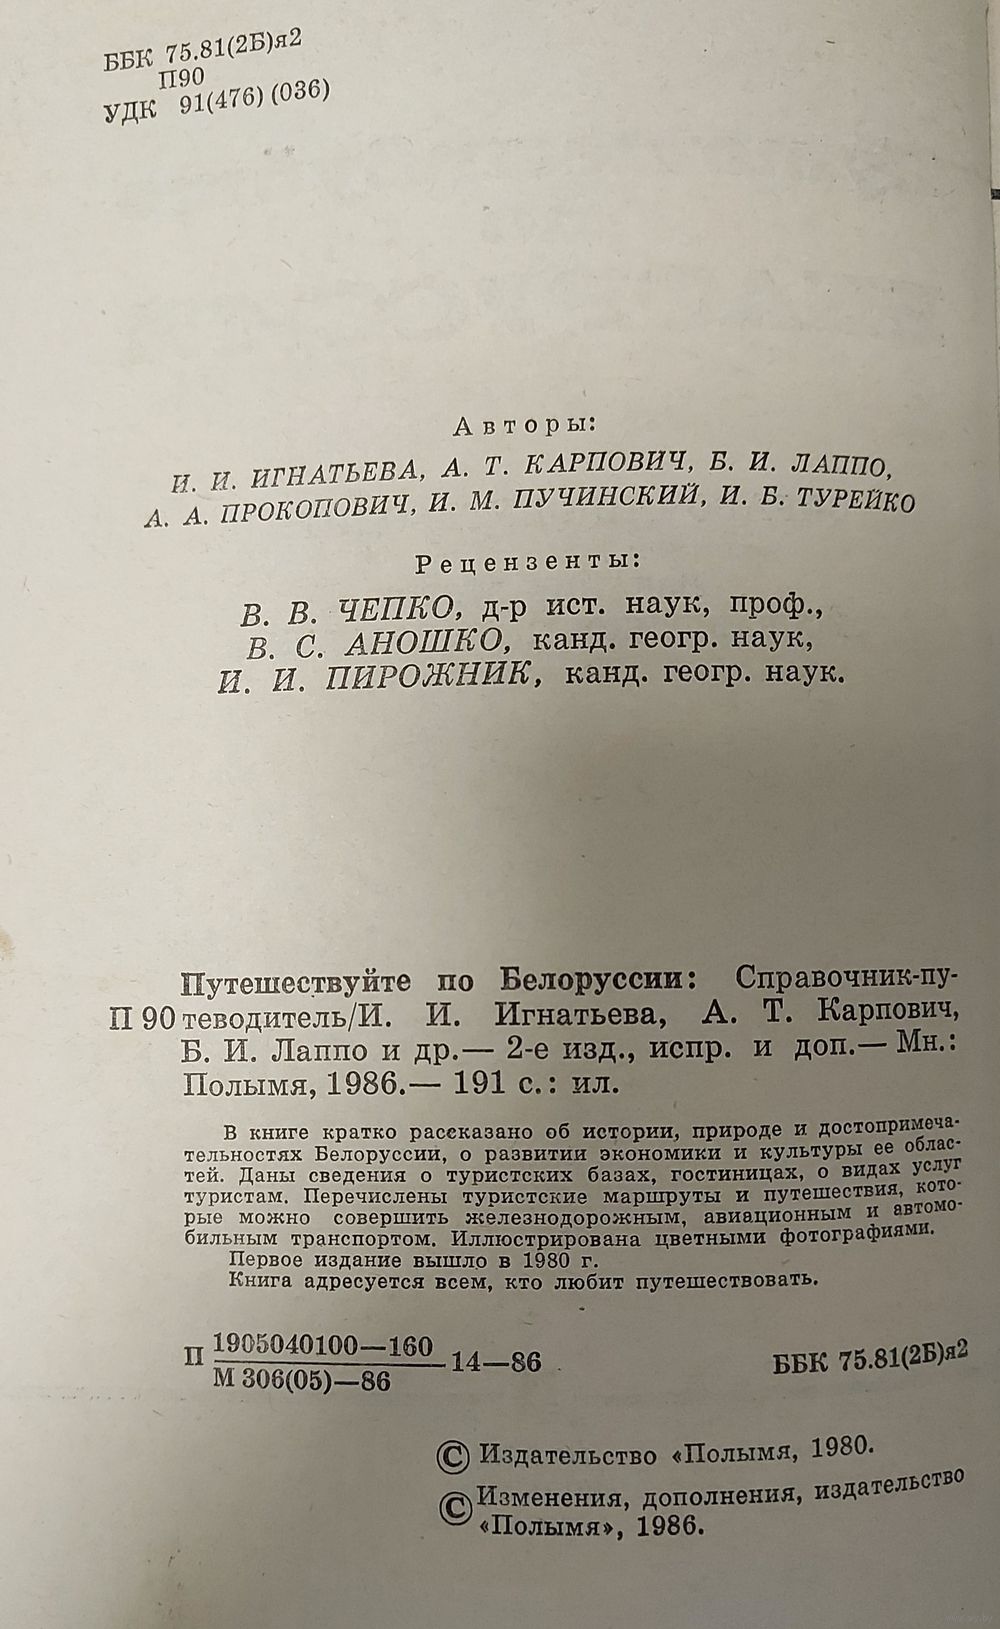 ББК 75.81(2Б)я2
П90
УДК 91(476) (036)
Авторы:
И. И. ИГНАТЬЕВА, А. Т. КАРПОВИЧ, Б. И. ЛАППО,
А. А. ПРОКОПОВИЧ, И. М. ПУЧИНСКИЙ, И. Б. ТУРЕЙКО
Рецензенты:
В. В. ЧЕПКО, д-р ист. наук, проф.,
В. С. АНОШКО, канд. геогр. наук,
И. И. ПИРОЖНИК, канд. геогр. наук.
Путешествуйте по Белоруссии: Справочник-пу-
П 90 теводитель/И. И. Игнатьева, А. Т. Карпович,
Б. И. Лаппо и др.— 2-е изд., испр. и доп.— Мн.:
Полымя, 1986.— 191 с.: ил.
В книге кратко рассказано об истории, природе и достопримеча-
тельностях Белоруссии, о развитии экономики и культуры ее облас-
тей. Даны сведения о туристских базах, гостиницах, о видах услуг
туристам. Перечислены туристские маршруты и путешествия, кото-
рые можно совершить железнодорожным, авиационным и автомо-
бильным транспортом. Иллюстрирована цветными фотографиями.
Первое издание вышло в 1980 г.
Книга адресуется всем, кто любит путешествовать.
П 1905040100—160 14—86 ББК 75.81(2Б)я2
М 306(05)—86
© Издательство «Полымя, 1980.
© Изменения, дополнения, издательство
«Полымя», 1986.